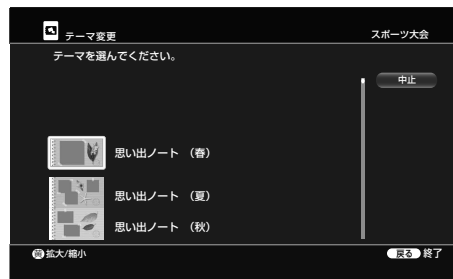 テーマ変更
スポーツ大会
テーマを選んでください。
中止
思い出ノート （春）
思い出ノート （夏）
思い出ノート （秋）
黄 拡大/縮小
戻る 終了